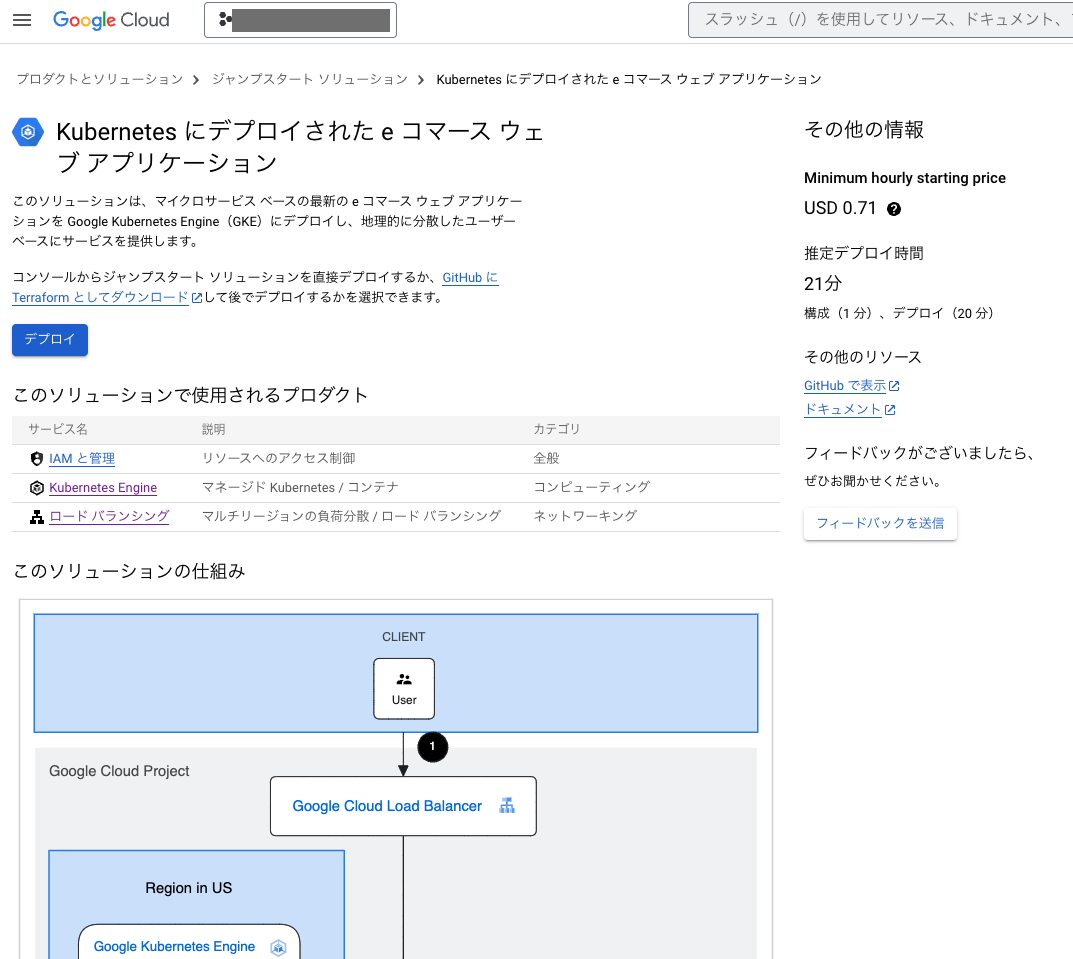 Google Cloud
スラッシュ（/）を使用してリソース、ドキュメント、
プロダクトとソリューション
ジャンプスタート ソリューション
Kubernetes にデプロイされた e コマース ウェブ アプリケーション
Kubernetes にデプロイされた e コマース ウェ
ブ アプリケーション
このソリューションは、マイクロサービス ベースの最新の e コマース ウェブ アプリケー
ションを Google Kubernetes Engine（GKE）にデプロイし、地理的に分散したユーザー
ベースにサービスを提供します。
コンソールからジャンプスタート ソリューションを直接デプロイするか、GitHub に
Terraform としてダウンロードして後でデプロイするかを選択できます。
デプロイ
このソリューションで使用されるプロダクト
サービス名 説明 カテゴリ
IAM と管理 リソースへのアクセス制御 全般
Kubernetes Engine マネージド Kubernetes / コンテナ コンピューティング
ロード バランシング マルチリージョンの負荷分散 / ロード バランシング ネットワーキング
このソリューションの仕組み
CLIENT
User
1
Google Cloud Project
Google Cloud Load Balancer
Region in US
Google Kubernetes Engine
その他の情報
Minimum hourly starting price
USD 0.71
推定デプロイ時間
21分
構成（1 分）、デプロイ（20 分）
その他のリソース
GitHub で表示
ドキュメント
フィードバックがございましたら、
ぜひお聞かせください。
フィードバックを送信